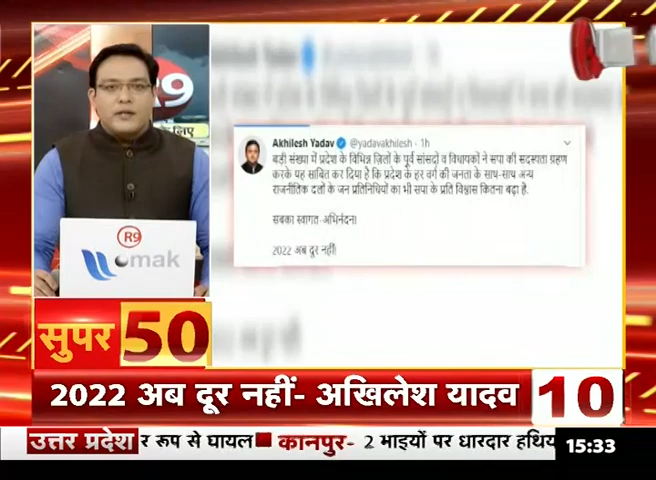 R9
के लिए
Akhilesh Yadav @yadavakhilesh · 1h
बड़ी संख्या में प्रदेश के विभिन्न ज़िलों के पूर्व सांसदों व विधायकों ने सपा की सदस्यता ग्रहण
करके यह साबित कर दिया है कि प्रदेश के हर वर्ग की जनता के साथ-साथ अन्य
राजनीतिक दलों के जन प्रतिनिधियों का भी सपा के प्रति विश्वास कितना बढ़ा है.
सबका स्वागत-अभिनंदन!
2022 अब दूर नहीं!
R9
omak
सुपर 50
2022 अब दूर नहीं- अखिलेश यादव 10
उत्तर प्रदेश र रूप से घायल कानपुर- 2 भाइयों पर धारदार हथिय 15:33